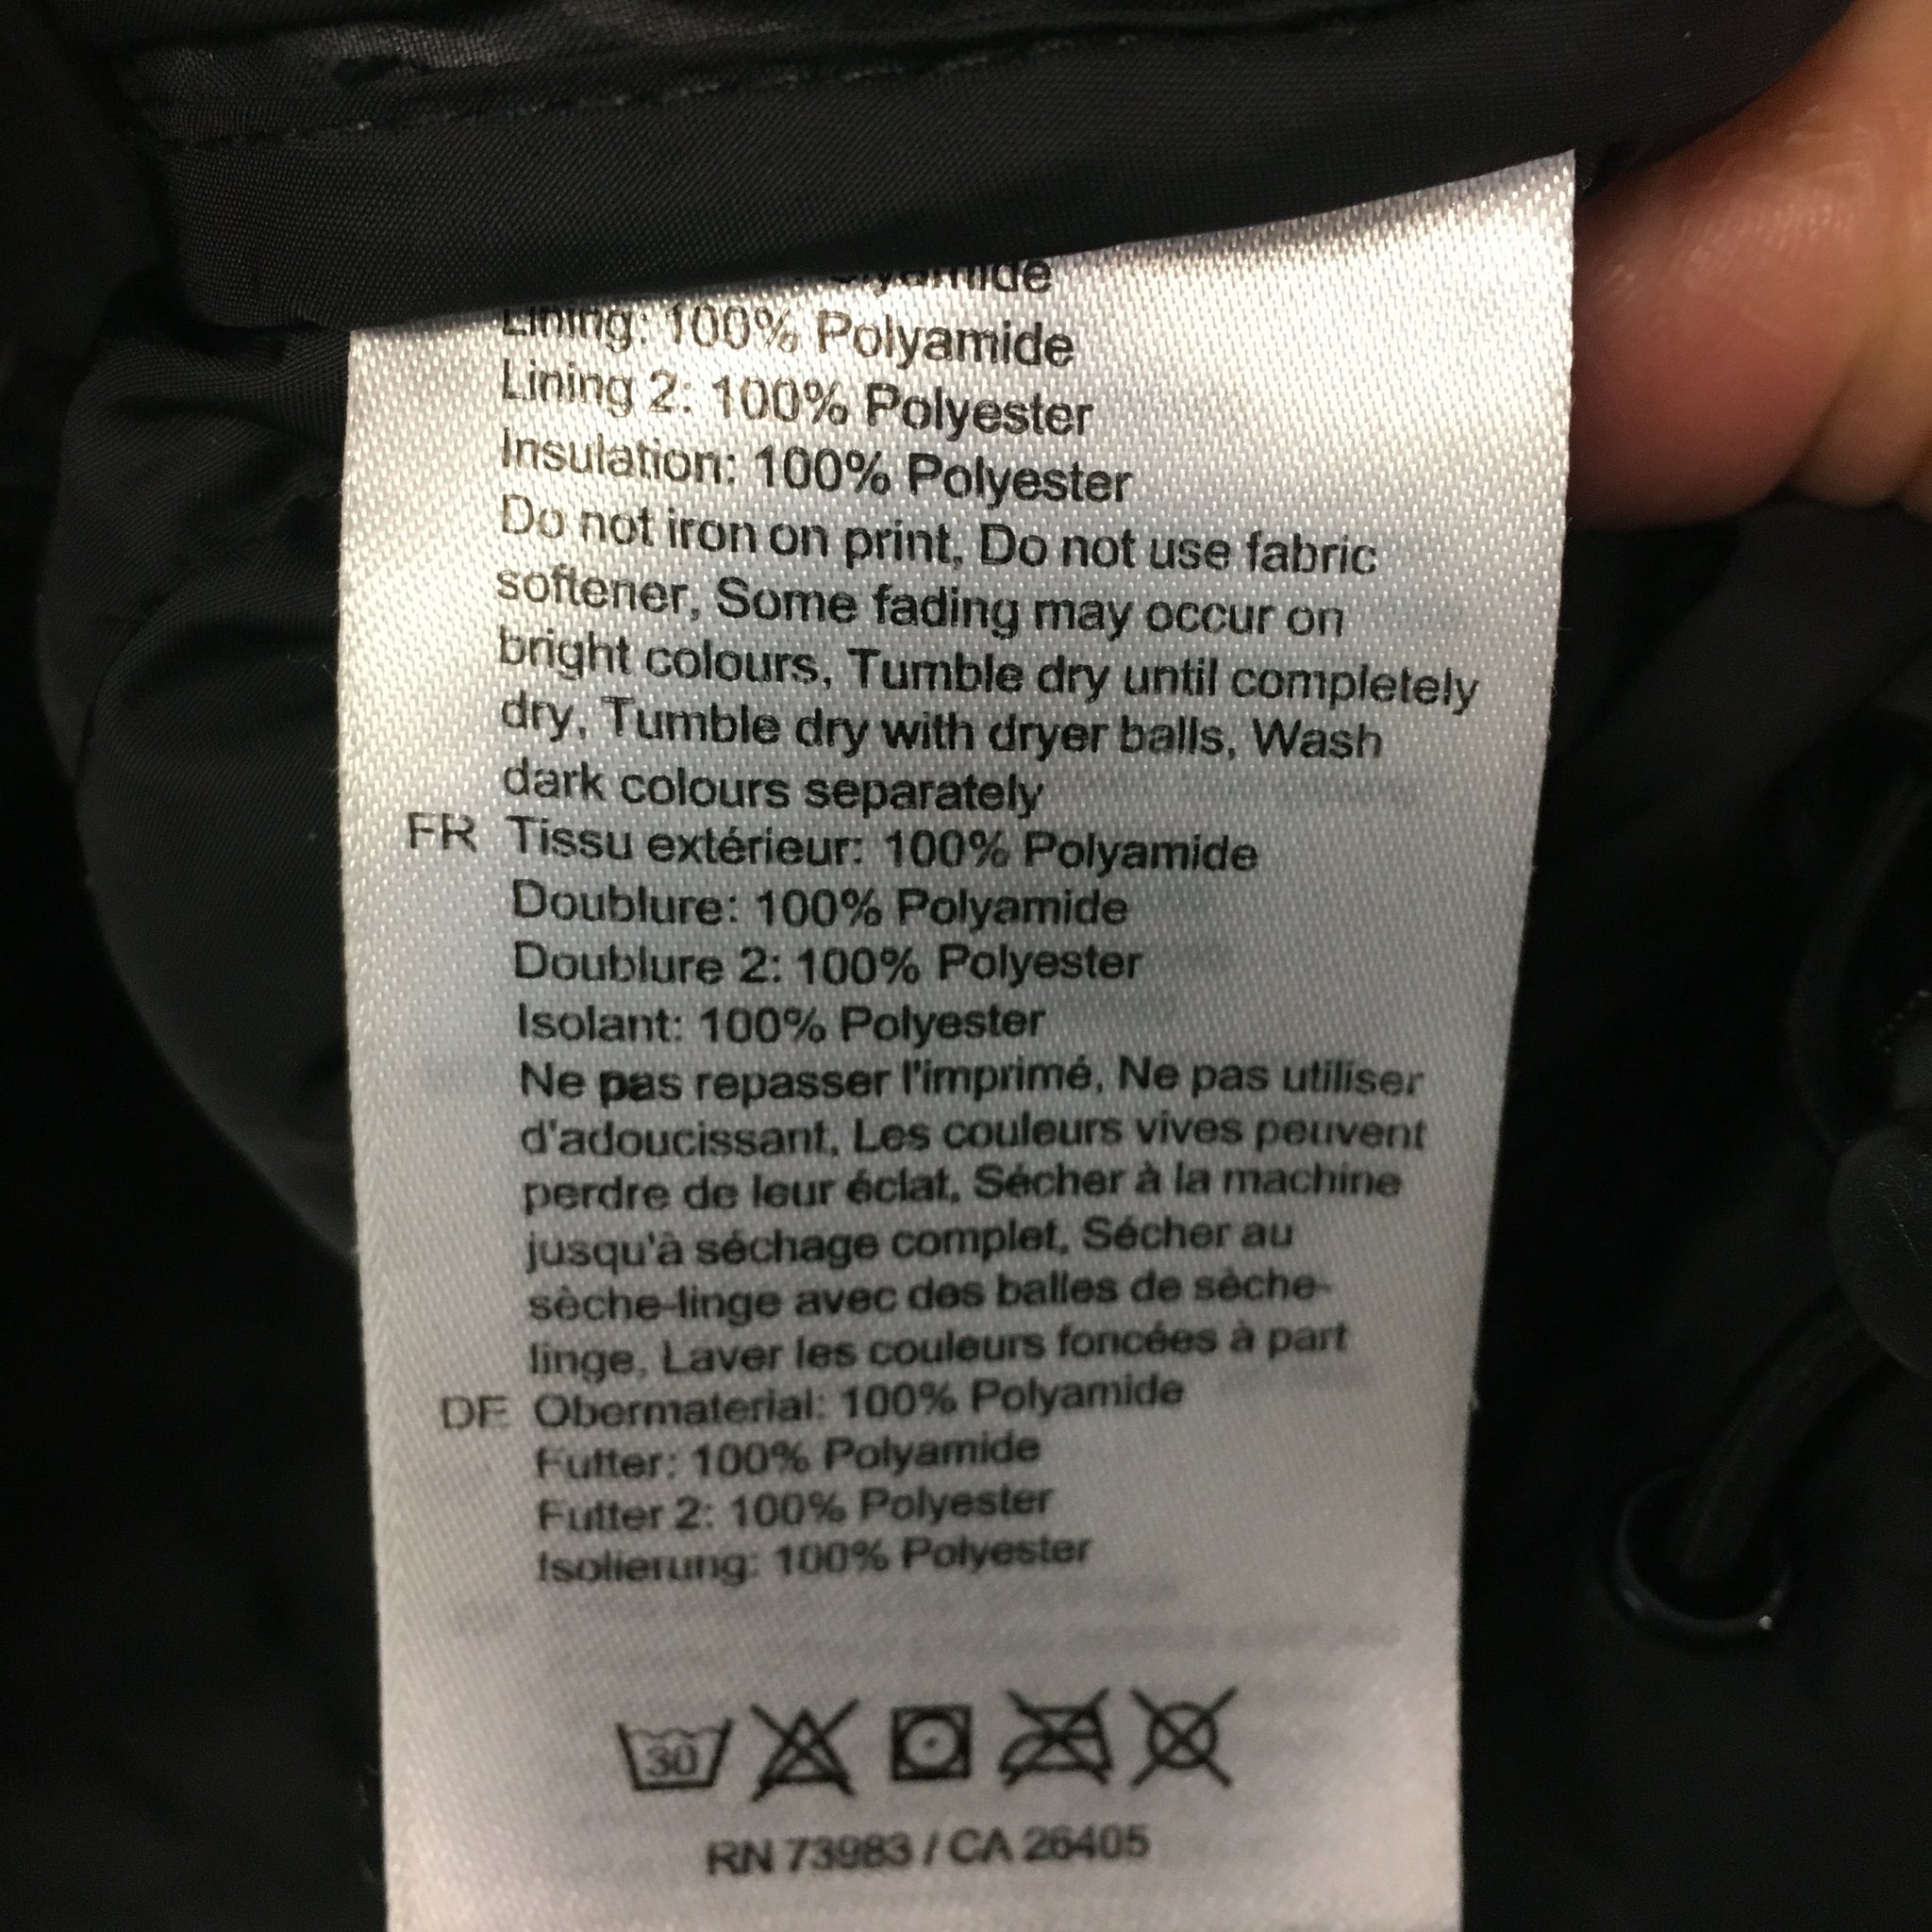 Polyamide
Lining: 100% Polyamide
Lining 2: 100% Polyester
Insulation: 100% Polyester
Do not iron on print, Do not use fabric
softener, Some fading may occur on
bright colours, Tumble dry until completely
dry, Tumble dry with dryer balls, Wash
dark colours separately
FR Tissu extérieur: 100% Polyamide
Doublure: 100% Polyamide
Doublure 2: 100% Polyester
Isolant: 100% Polyester
Ne pas repasser l'imprimé, Ne pas utiliser
d'adoucissant, Les couleurs vives peuvent
perdre de leur éclat, Sécher à la machine
jusqu'à séchage complet, Sécher au
sèche-linge avec des balles de sèche-
linge, Laver les couleurs foncées à part
DE Obermaterial: 100% Polyamide
Futter: 100% Polyamide
Futter 2: 100% Polyester
Isolierung: 100% Polyester
30
RN 73983 / CA 26405